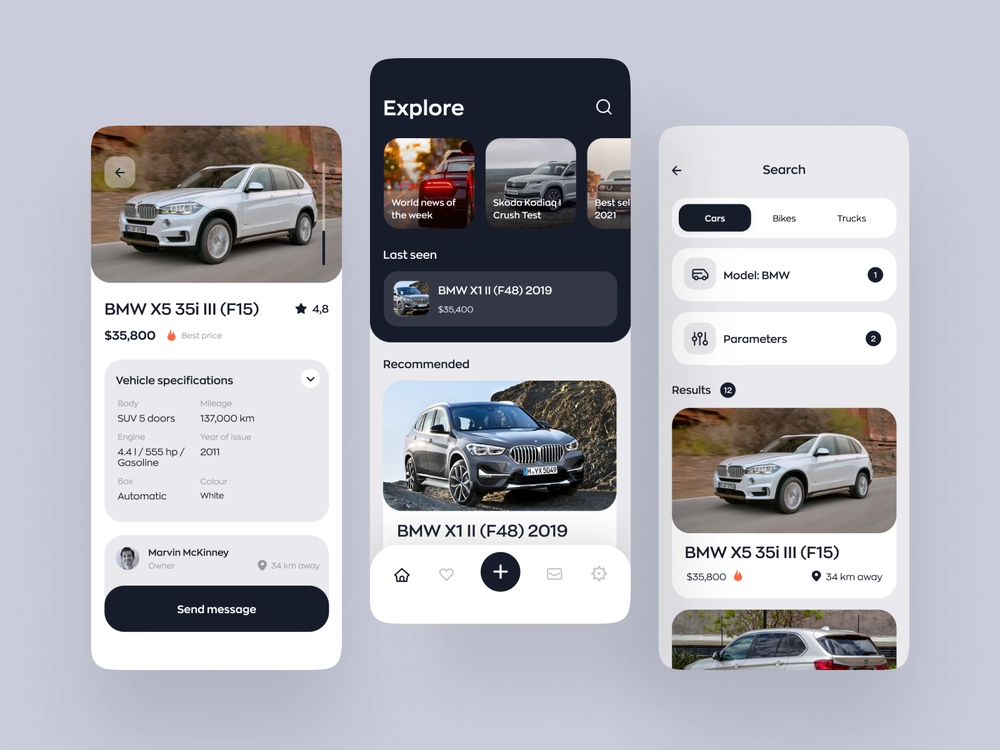 BMW X5 35i III (F15)
4,8
$35,800
Best price
Vehicle specifications
Body
Mileage
SUV 5 doors
137,000 km
Engine
Year of issue
4.4 l / 555 hp /
Gasoline
2011
Box
Colour
Automatic
White
Marvin McKinney
Owner
34 km away
Send message
Explore
World news of
the week
Skoda Kodiaq I
Crush Test
Best sel
2021
Last seen
BMW X1 II (F48) 2019
$35,400
Recommended
M YX 5049
BMW X1 II (F48) 2019
Search
Cars
Bikes
Trucks
Model: BMW
1
Parameters
2
Results
12
BMW X5 35i III (F15)
$35,800
34 km away